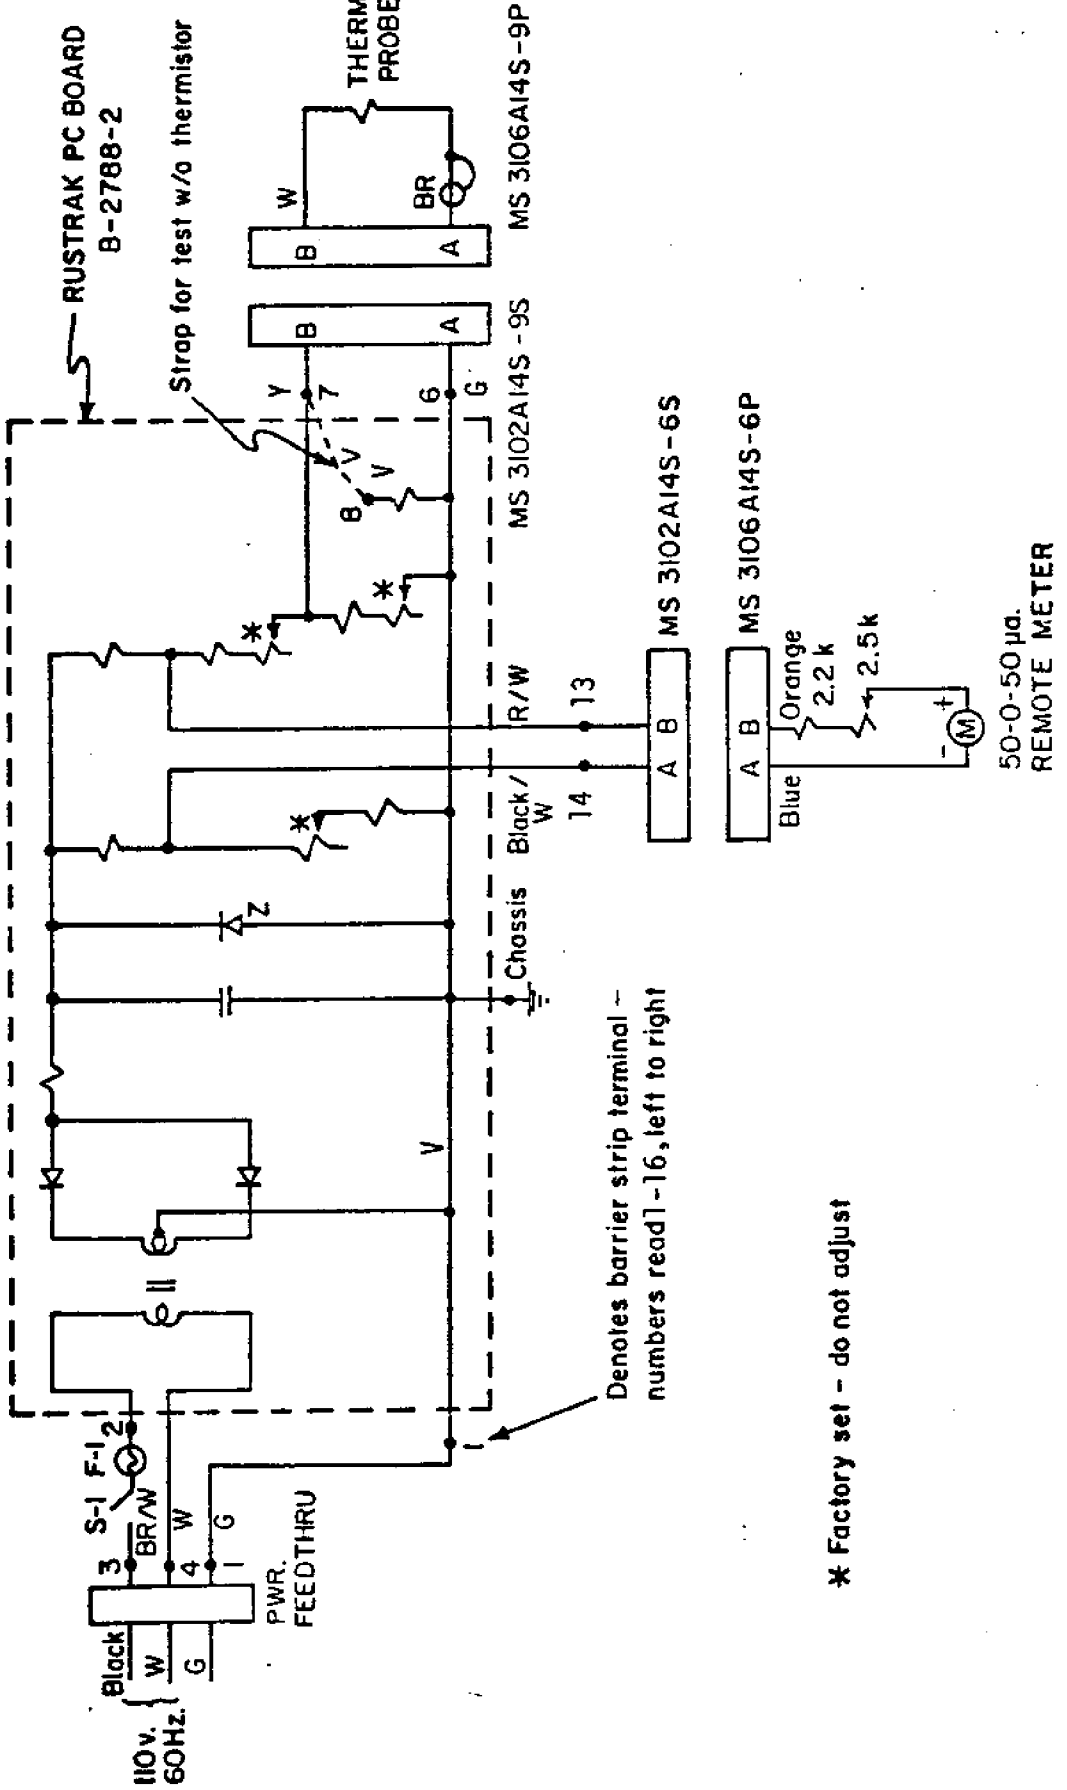 RUSTRAK PC BOARD
B-2788-2
Strap for test w/o thermistor
THERM
PROBE
W
BR
B
A
MS 3106A14S-9P
B
A
MS 3102A14S-9S
Y
7
6
G
V
V
B
*
*
*
Z
V
R/W
13
Black/
W
14
Chassis
A B
MS 3102A14S-6S
A B
MS 3106A14S-6P
Orange
2.2k
2.5k
Blue
- M +
50-0-50µa.
REMOTE METER
S-1 F-1 2
3
BR/W
W
4
G
1
1
Black
W
G
110v.
60Hz.
PWR.
FEEDTHRU
Denotes barrier strip terminal -
numbers read 1-16, left to right
* Factory set - do not adjust